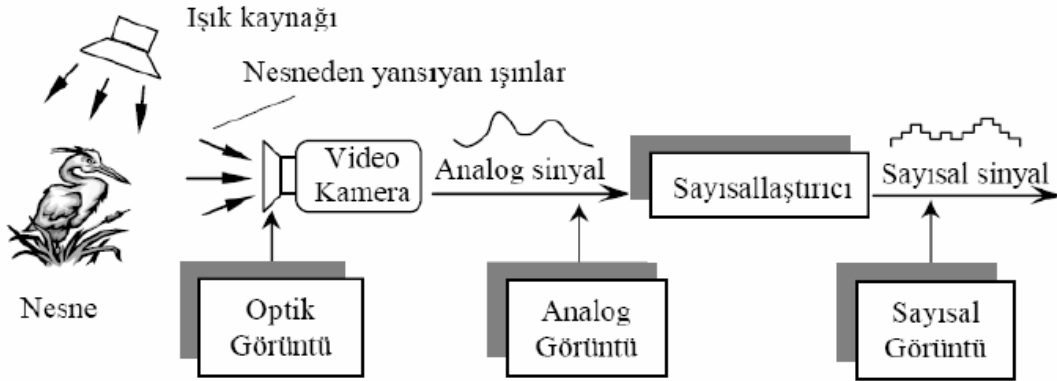 Işık kaynağı
Nesneden yansıyan ışınlar
Video
Kamera
Analog sinyal
Sayısallaştırıcı
Sayısal sinyal
Nesne
Optik
Görüntü
Analog
Görüntü
Sayısal
Görüntü